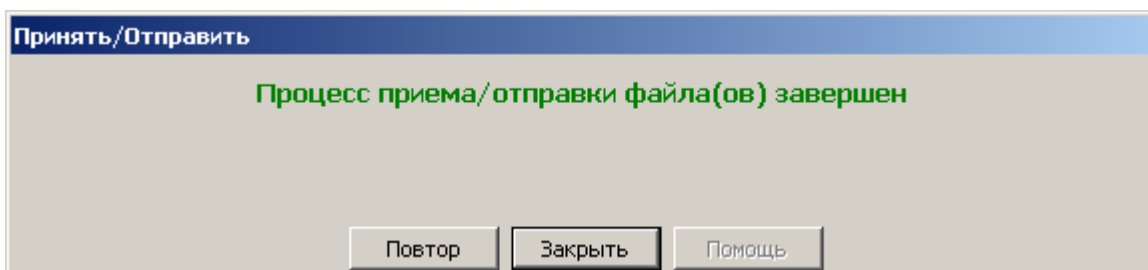 Принять/Отправить
Процесс приема/отправки файла(ов) завершен
Повтор Закрыть Помощь